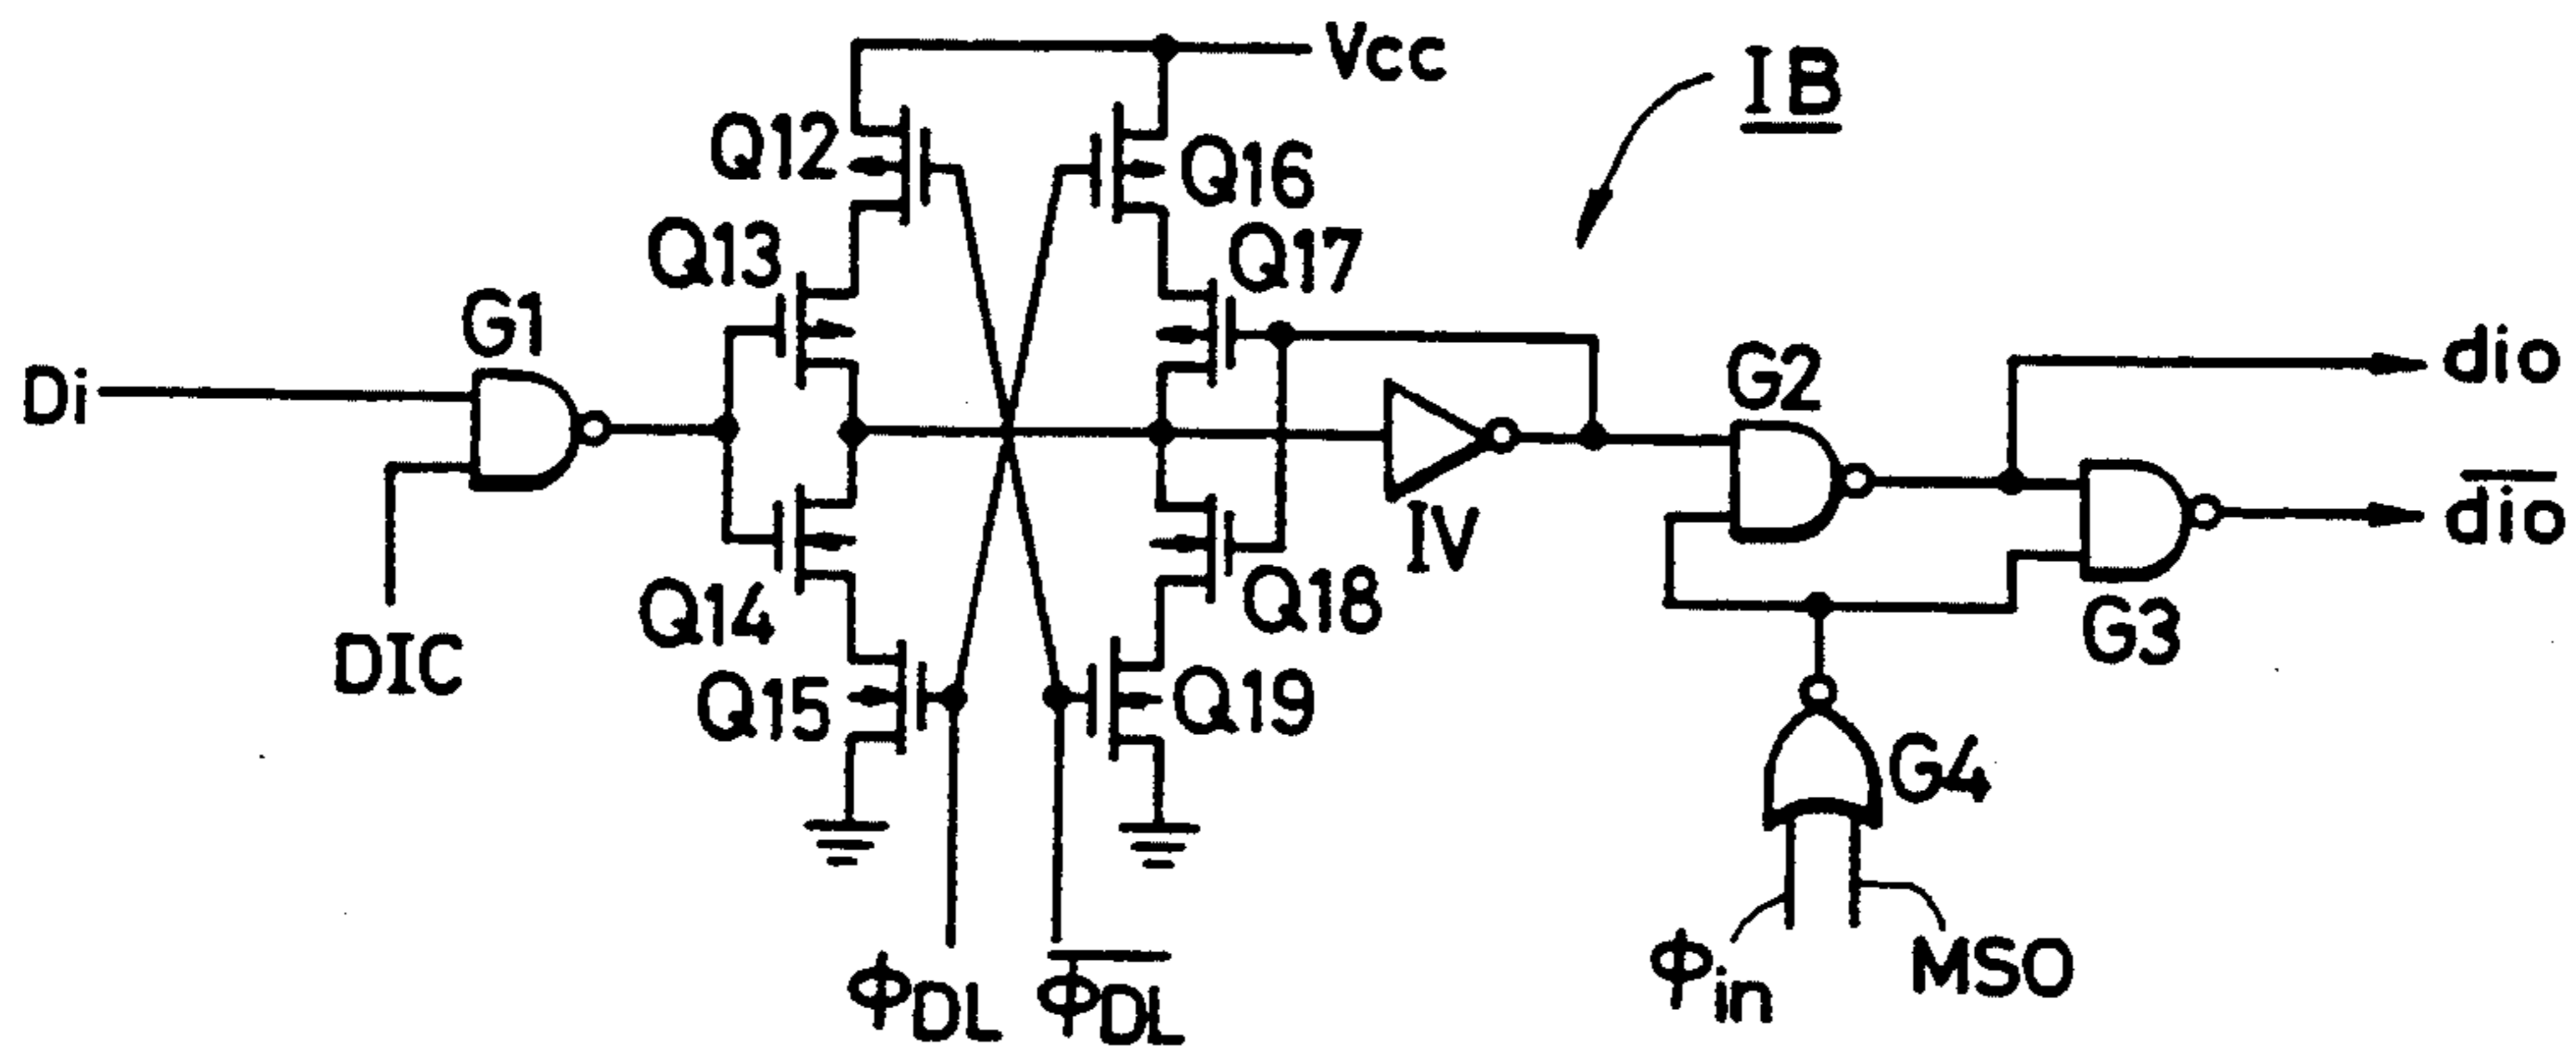 Vcc
IB
Q12
Q16
Q13
Q17
G1
Di
G2
dio
dio
IV
Q14
Q18
DIC
G3
Q15
Q19
G4
ΦDL
ΦDL
Φin
MSO